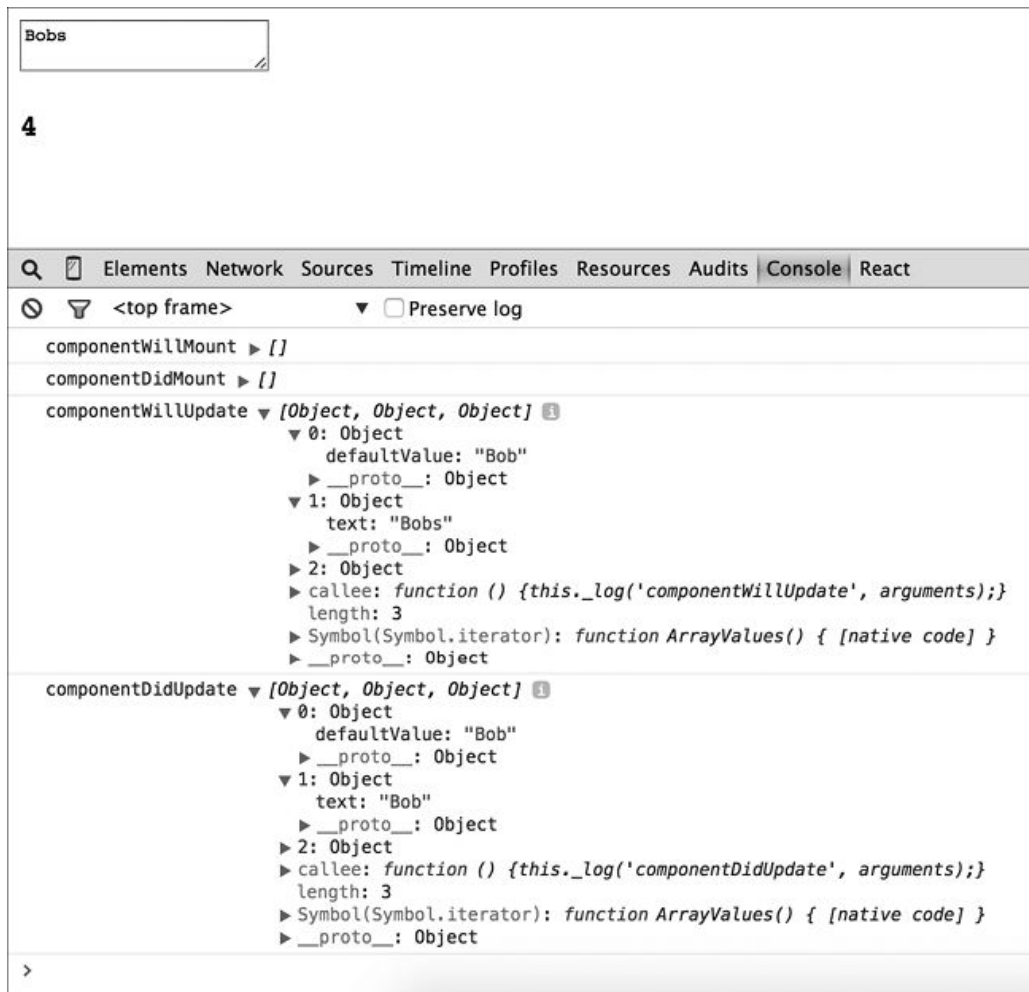 Bobs
4
Elements Network Sources Timeline Profiles Resources Audits Console React
<top frame> ▼ Preserve log
componentWillMount ▶ []
componentDidMount ▶ []
componentWillUpdate ▼ [Object, Object, Object] i
▼ 0: Object
defaultValue: "Bob"
▶ __proto__: Object
▼ 1: Object
text: "Bobs"
▶ __proto__: Object
▶ 2: Object
▶ callee: function () {this._log('componentWillUpdate', arguments);}
length: 3
▶ Symbol(Symbol.iterator): function ArrayValues() { [native code] }
▶ __proto__: Object
componentDidUpdate ▼ [Object, Object, Object] i
▼ 0: Object
defaultValue: "Bob"
▶ __proto__: Object
▼ 1: Object
text: "Bob"
▶ __proto__: Object
▶ 2: Object
▶ callee: function () {this._log('componentDidUpdate', arguments);}
length: 3
▶ Symbol(Symbol.iterator): function ArrayValues() { [native code] }
▶ __proto__: Object
>